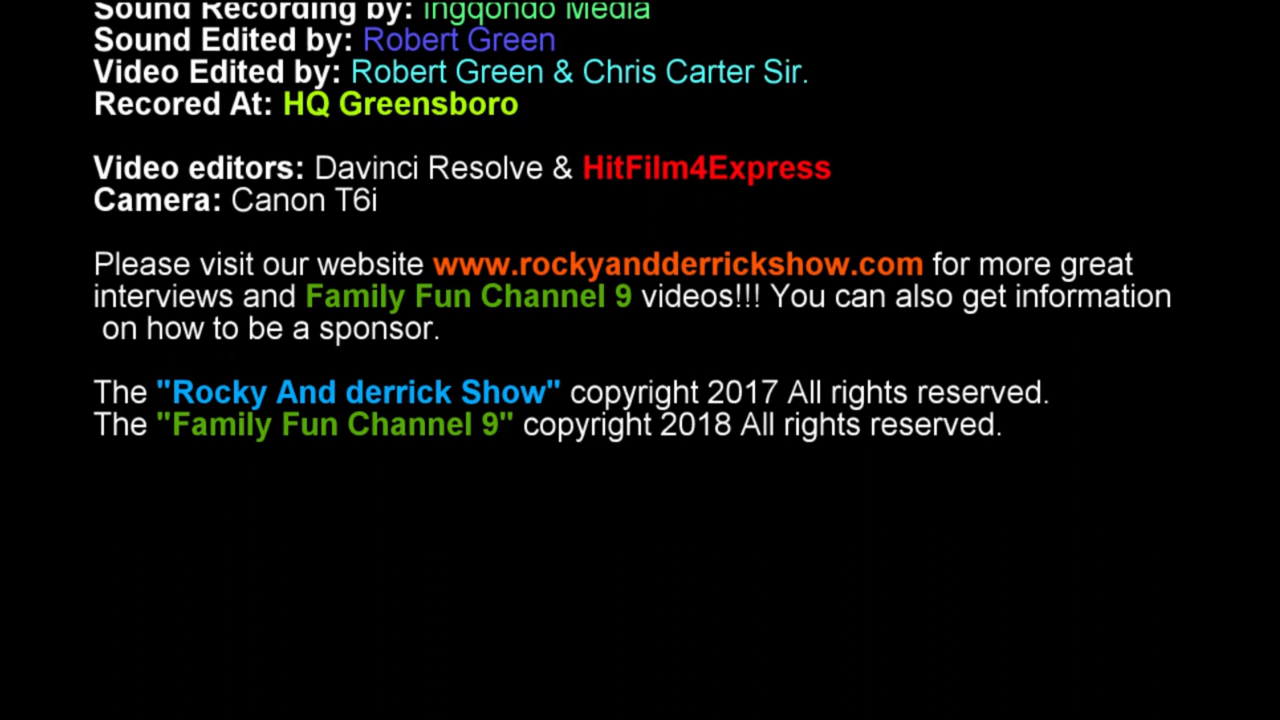 Sound Recording by: Ingqondo Media
Sound Edited by: Robert Green
Video Edited by: Robert Green & Chris Carter Sir.
Recored At: HQ Greensboro
Video editors: Davinci Resolve & HitFilm4Express
Camera: Canon T6i
Please visit our website www.rockyandderrickshow.com for more great
interviews and Family Fun Channel 9 videos!!! You can also get information
on how to be a sponsor.
The "Rocky And derrick Show" copyright 2017 All rights reserved.
The "Family Fun Channel 9" copyright 2018 All rights reserved.